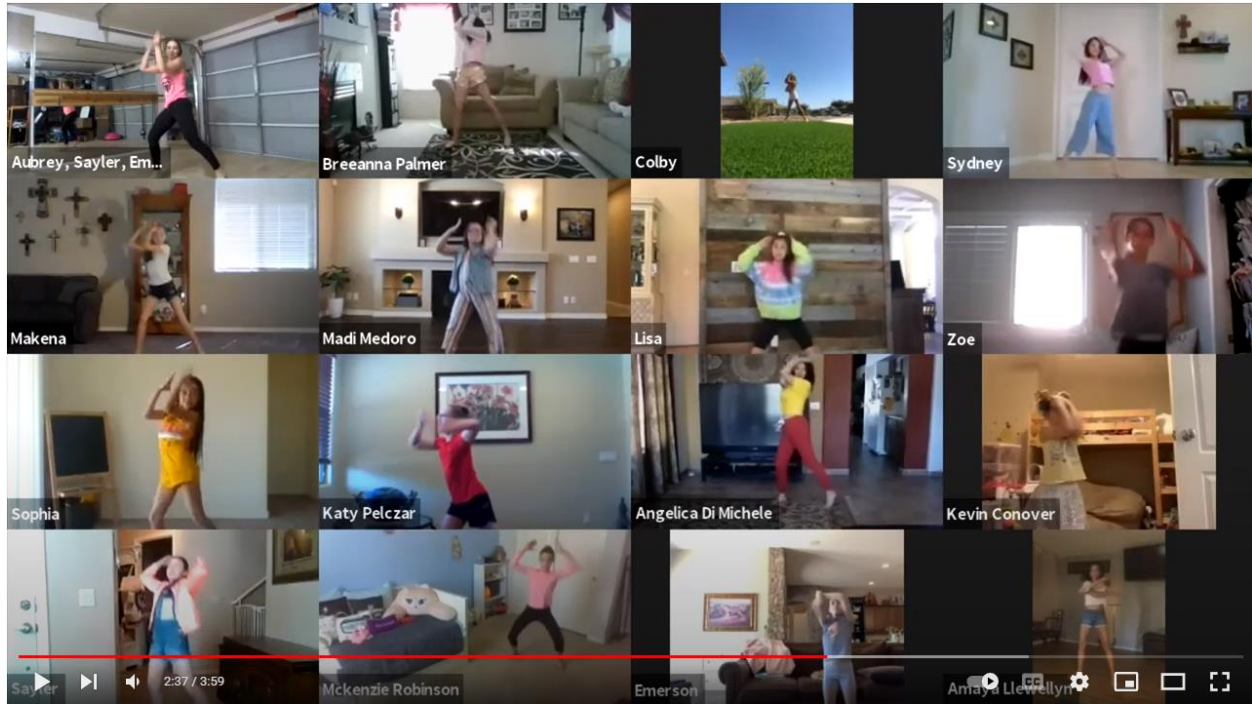 Aubrey, Sayler, Em...
Breeanna Palmer
Colby
Sydney
Makena
Madi Medoro
Lisa
Zoe
Sophia
Katy Pelczar
Angelica Di Michele
Kevin Conover
Sayler
Mckenzie Robinson
Emerson
Amaya Llewellyn
2:37 / 3:59
CC